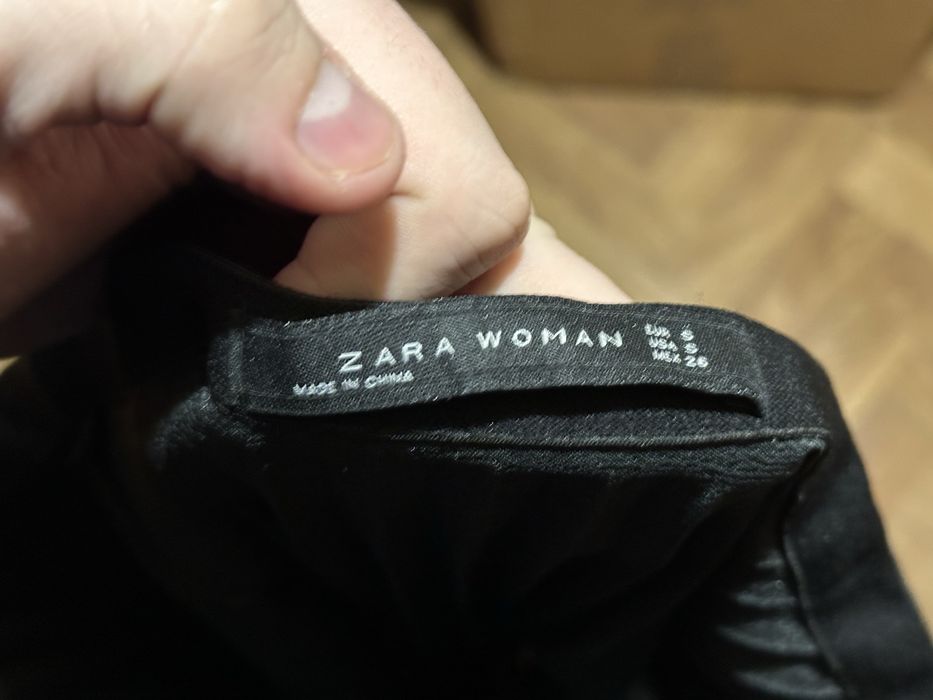 ZARA WOMAN
MADE IN CHINA
EUR S
USA S
MEX 26